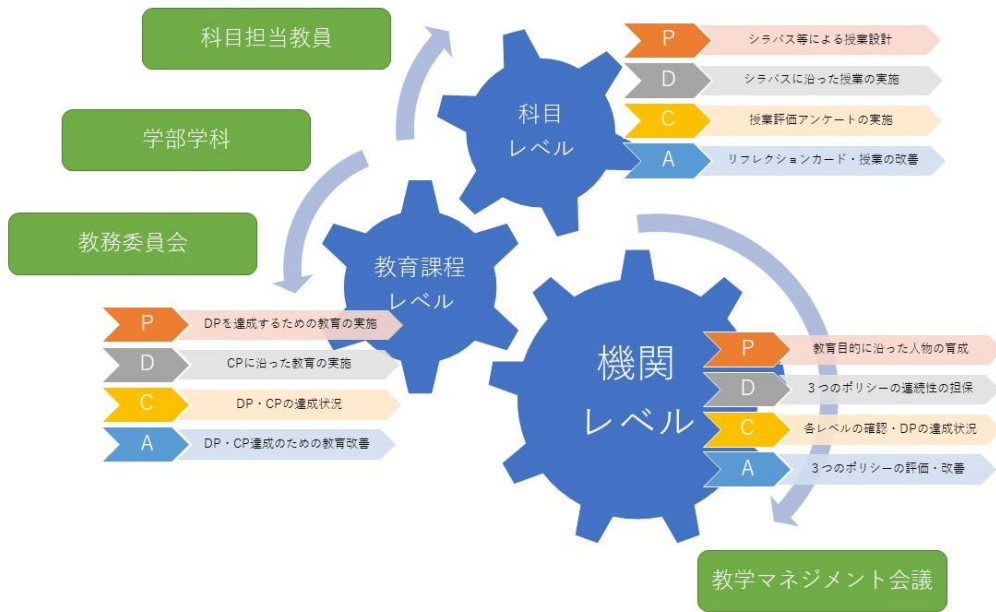 科目担当教員
学部学科
教務委員会
科目
レベル
P シラバス等による授業設計
D シラバスに沿った授業の実施
C 授業評価アンケートの実施
A リフレクションカード・授業の改善
教育課程
レベル
P DPを達成するための教育の実施
D CPに沿った教育の実施
C DP・CPの達成状況
A DP・CP達成のための教育改善
機関
レベル
P 教育目的に沿った人物の育成
D 3つのポリシーの連続性の担保
C 各レベルの確認・DPの達成状況
A 3つのポリシーの評価・改善
教学マネジメント会議